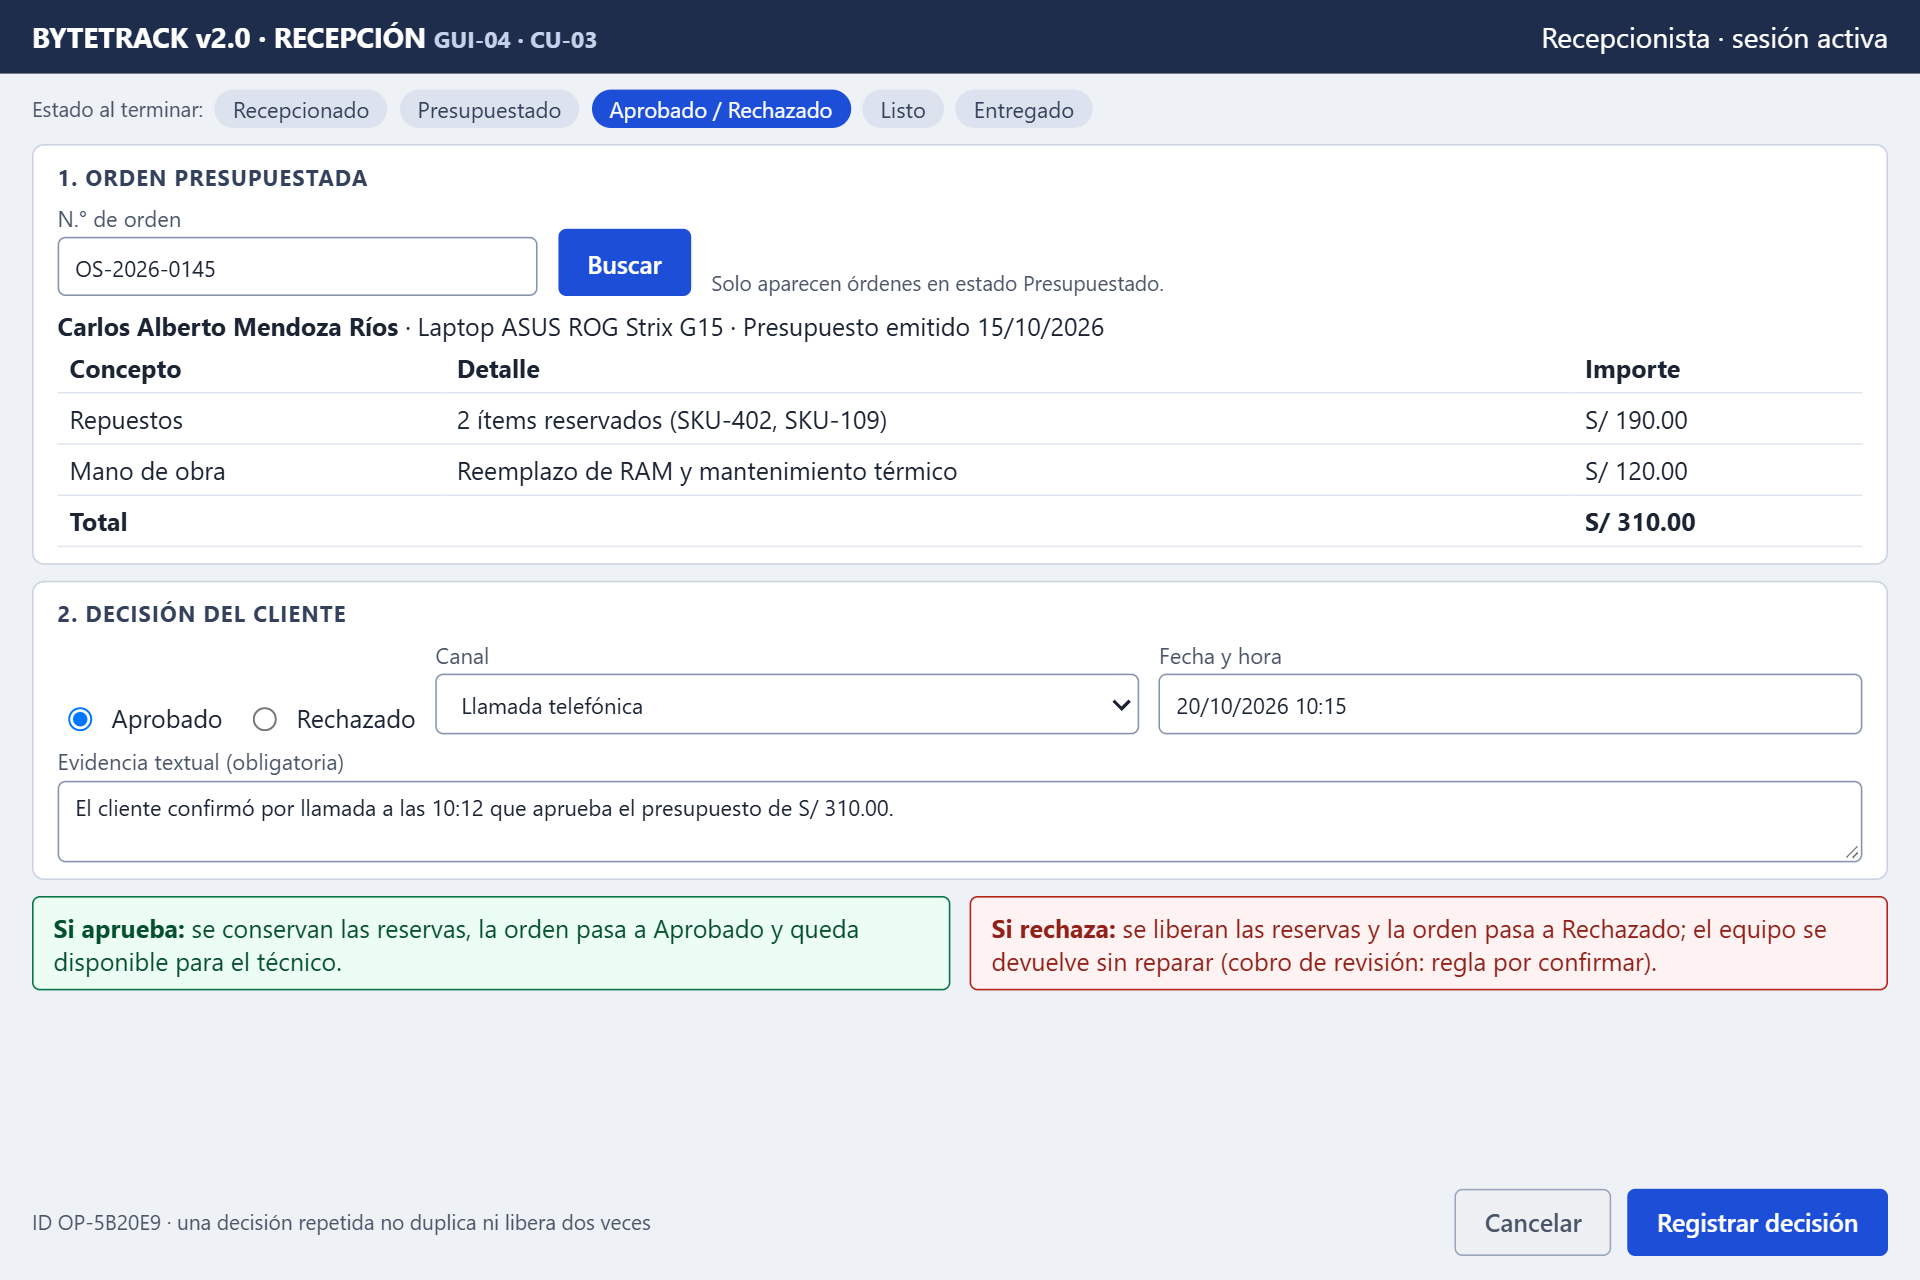 BYTETRACK v2.0 · RECEPCIÓN GUI-04 · CU-03
Recepcionista · sesión activa
Estado al terminar: Recepcionado Presupuestado Aprobado / Rechazado Listo Entregado
1. ORDEN PRESUPUESTADA
N.° de orden
OS-2026-0145
Buscar
Solo aparecen órdenes en estado Presupuestado.
Carlos Alberto Mendoza Ríos · Laptop ASUS ROG Strix G15 · Presupuesto emitido 15/10/2026
Concepto Detalle Importe
Repuestos 2 ítems reservados (SKU-402, SKU-109) S/ 190.00
Mano de obra Reemplazo de RAM y mantenimiento térmico S/ 120.00
Total S/ 310.00
2. DECISIÓN DEL CLIENTE
Aprobado Rechazado
Canal
Llamada telefónica
Fecha y hora
20/10/2026 10:15
Evidencia textual (obligatoria)
El cliente confirmó por llamada a las 10:12 que aprueba el presupuesto de S/ 310.00.
Si aprueba: se conservan las reservas, la orden pasa a Aprobado y queda
disponible para el técnico.
Si rechaza: se liberan las reservas y la orden pasa a Rechazado; el equipo se
devuelve sin reparar (cobro de revisión: regla por confirmar).
ID OP-5B20E9 · una decisión repetida no duplica ni libera dos veces
Cancelar
Registrar decisión